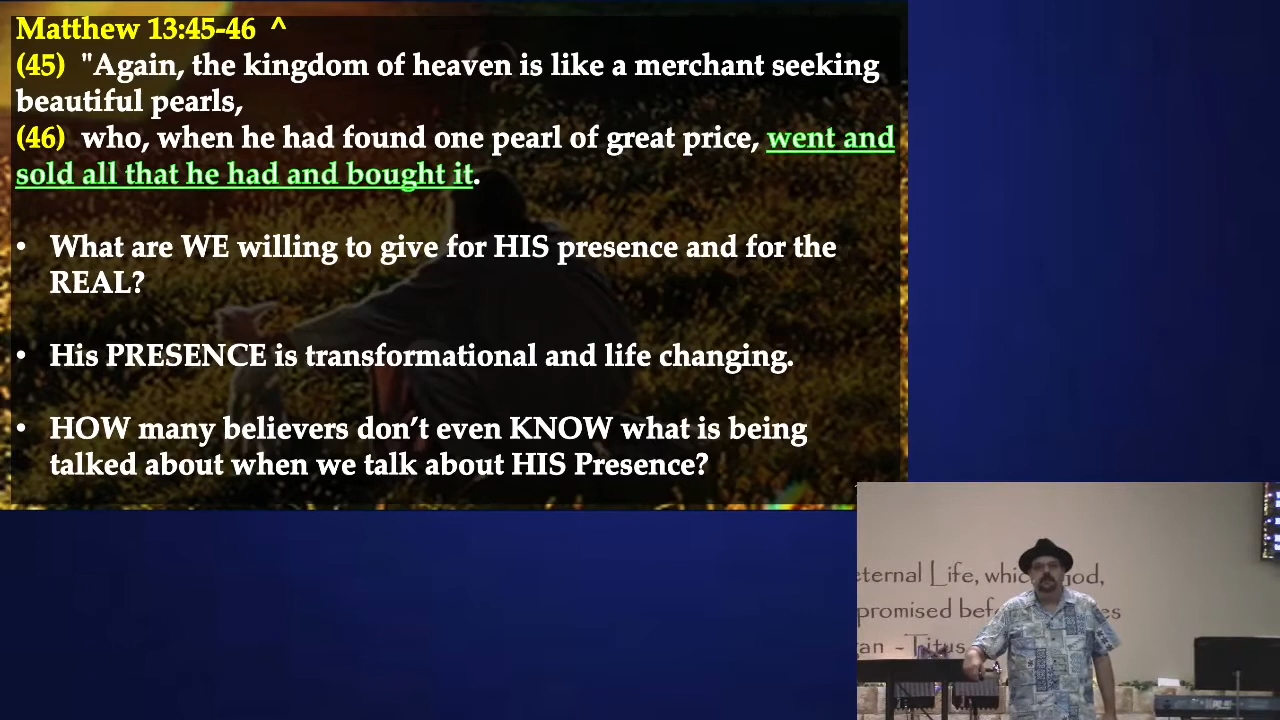 Matthew 13:45-46 ^
(45) "Again, the kingdom of heaven is like a merchant seeking
beautiful pearls,
(46) who, when he had found one pearl of great price, went and
sold all that he had and bought it.
• What are WE willing to give for HIS presence and for the
REAL?
• His PRESENCE is transformational and life changing.
• HOW many believers don't even KNOW what is being
talked about when we talk about HIS Presence?
eternal Life, which God,
promised
-Titus